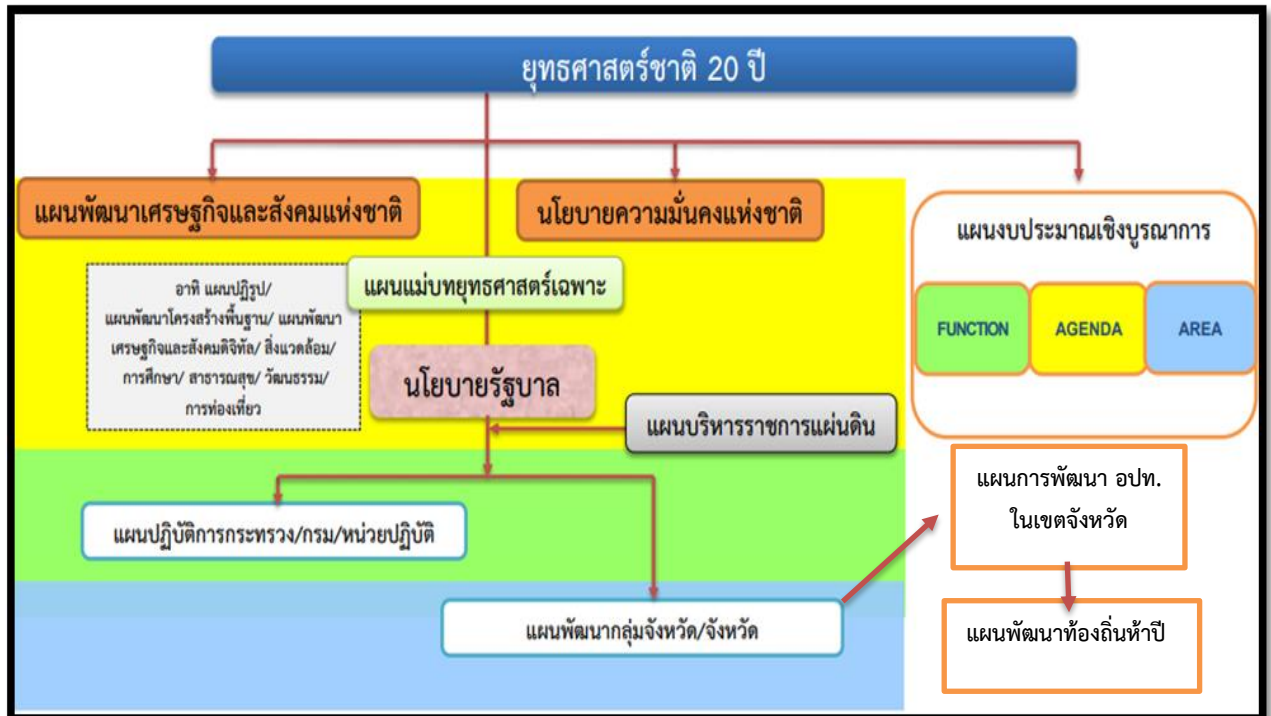 ยุทธศาสตร์ชาติ 20 ปี
แผนพัฒนาเศรษฐกิจและสังคมแห่งชาติ
นโยบายความมั่นคงแห่งชาติ
แผนงบประมาณเชิงบูรณาการ
FUNCTION
AGENDA
AREA
แผนแม่บทยุทธศาสตร์เฉพาะ
อาทิ แผนปฏิรูป/
แผนพัฒนาโครงสร้างพื้นฐาน/ แผนพัฒนา
เศรษฐกิจและสังคมดิจิทัล/ สิ่งแวดล้อม/
การศึกษา/ สาธารณสุข/ วัฒนธรรม/
การท่องเที่ยว
นโยบายรัฐบาล
แผนบริหารราชการแผ่นดิน
แผนปฏิบัติการกระทรวง/กรม/หน่วยปฏิบัติ
แผนพัฒนากลุ่มจังหวัด/จังหวัด
แผนการพัฒนา อปท.
ในเขตจังหวัด
แผนพัฒนาท้องถิ่นห้าปี